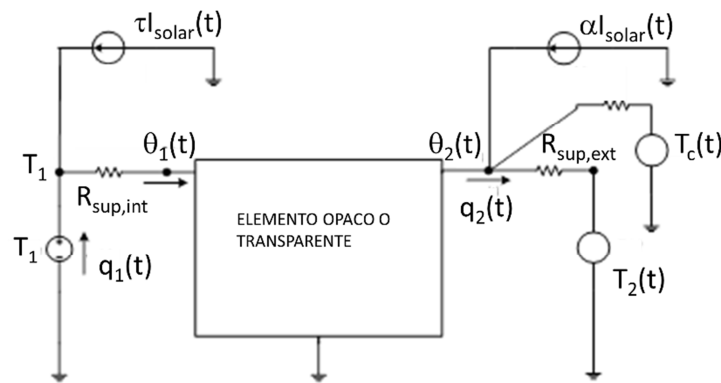 τI_solar(t)
αI_solar(t)
T_c(t)
θ_1(t)
θ_2(t)
R_sup,ext
T_1
R_sup,int
q_2(t)
ELEMENTO OPACO O
TRANSPARENTE
T_1
+
-
q_1(t)
T_2(t)